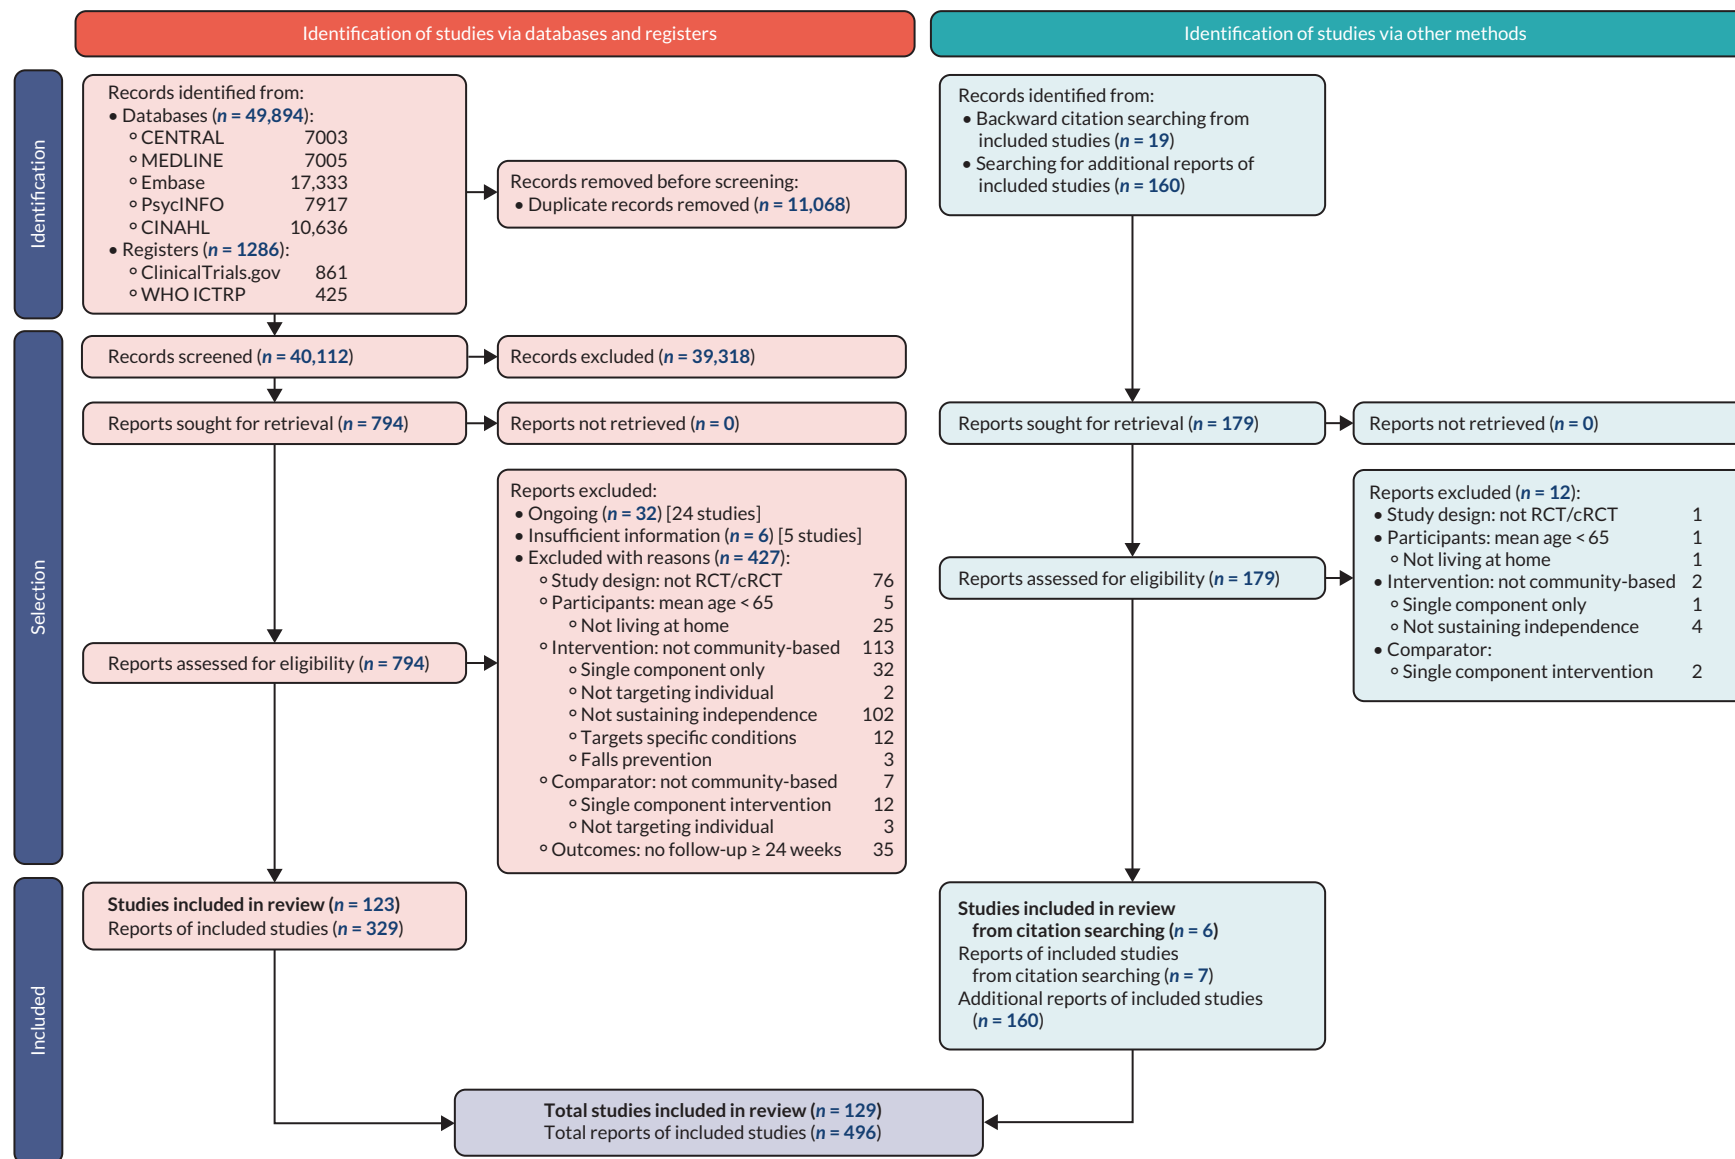 Identification of studies via databases and registers
Identification of studies via other methods
Identification
Records identified from:
• Databases (n = 49,894):
CENTRAL 7003
MEDLINE 7005
Embase 17,333
PsycINFO 7917
CINAHL 10,636
• Registers (n = 1286):
ClinicalTrials.gov 861
WHO ICTRP 425
Records removed before screening:
• Duplicate records removed (n = 11,068)
Records identified from:
• Backward citation searching from
included studies (n = 19)
• Searching for additional reports of
included studies (n = 160)
Selection
Records screened (n = 40,112)
Records excluded (n = 39,318)
Reports sought for retrieval (n = 794)
Reports not retrieved (n = 0)
Reports sought for retrieval (n = 179)
Reports not retrieved (n = 0)
Reports assessed for eligibility (n = 794)
Reports excluded:
• Ongoing (n = 32) [24 studies]
• Insufficient information (n = 6) [5 studies]
• Excluded with reasons (n = 427):
Study design: not RCT/cRCT 76
Participants: mean age < 65 5
Not living at home 25
Intervention: not community-based 113
Single component only 32
Not targeting individual 2
Not sustaining independence 102
Targets specific conditions 12
Falls prevention 3
Comparator: not community-based 7
Single component intervention 12
Not targeting individual 3
Outcomes: no follow-up ≥ 24 weeks 35
Reports assessed for eligibility (n = 179)
Reports excluded (n = 12):
• Study design: not RCT/cRCT 1
• Participants: mean age < 65 1
Not living at home 1
• Intervention: not community-based 2
Single component only 1
Not sustaining independence 4
• Comparator:
Single component intervention 2
Included
Studies included in review (n = 123)
Reports of included studies (n = 329)
Studies included in review
from citation searching (n = 6)
Reports of included studies
from citation searching (n = 7)
Additional reports of included studies
(n = 160)
Total studies included in review (n = 129)
Total reports of included studies (n = 496)